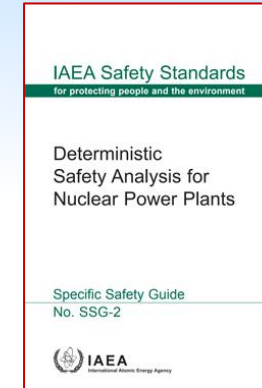 IAEA Safety Standards
for protecting people and the environment
Deterministic
Safety Analysis for
Nuclear Power Plants
Specific Safety Guide
No. SSG-2
IAEA
International Atomic Energy Agency